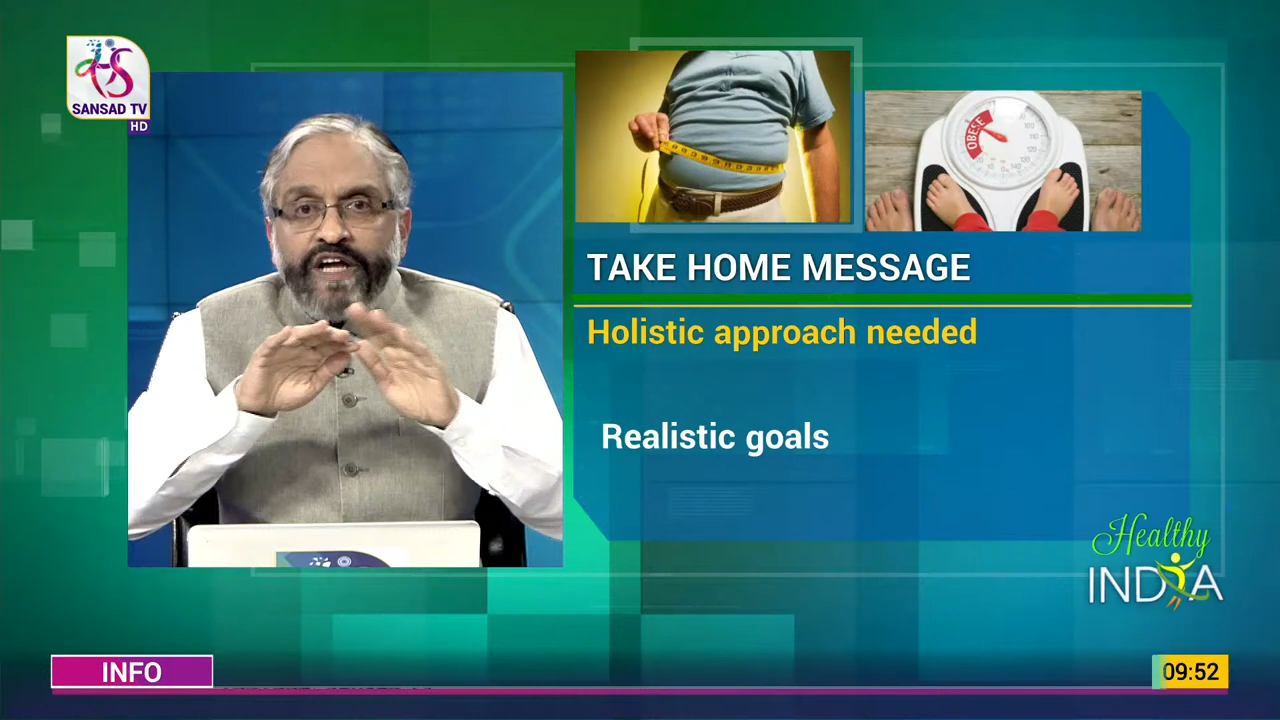 SANSAD TV
HD
OBESE
TAKE HOME MESSAGE
Holistic approach needed
Realistic goals
Healthy
INDIA
INFO
09:52